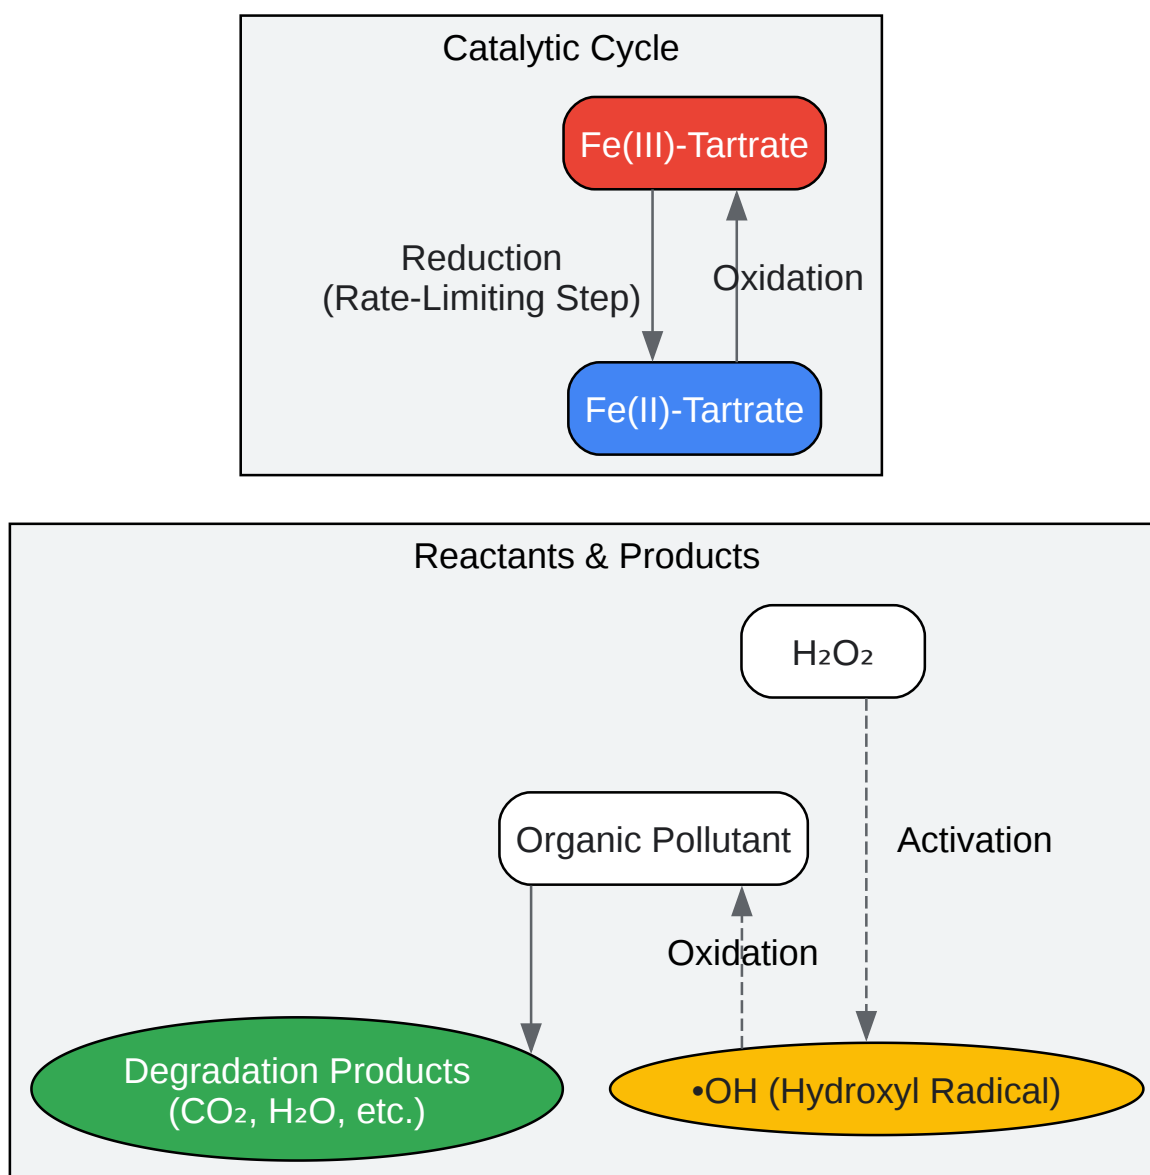 Catalytic Cycle
Fe(III)-Tartrate
Reduction
(Rate-Limiting Step)
Oxidation
Fe(II)-Tartrate
Reactants & Products
H₂O₂
Organic Pollutant
Activation
Oxidation
Degradation Products
(CO₂, H₂O, etc.)
•OH (Hydroxyl Radical)